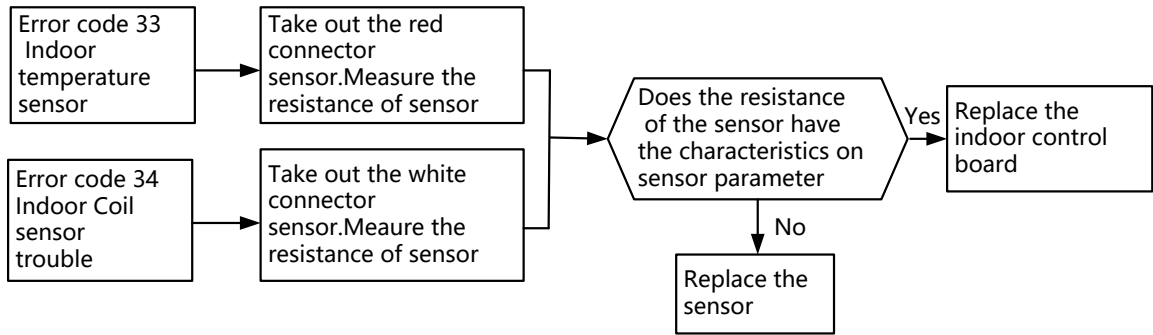 Error code 33
Indoor
temperature
sensor
Take out the red
connector
sensor.Measure the
resistance of sensor
Error code 34
Indoor Coil
sensor
trouble
Take out the white
connector
sensor.Meaure the
resistance of sensor
Does the resistance
of the sensor have
the characteristics on
sensor parameter
Yes
Replace the
indoor control
board
No
Replace the
sensor